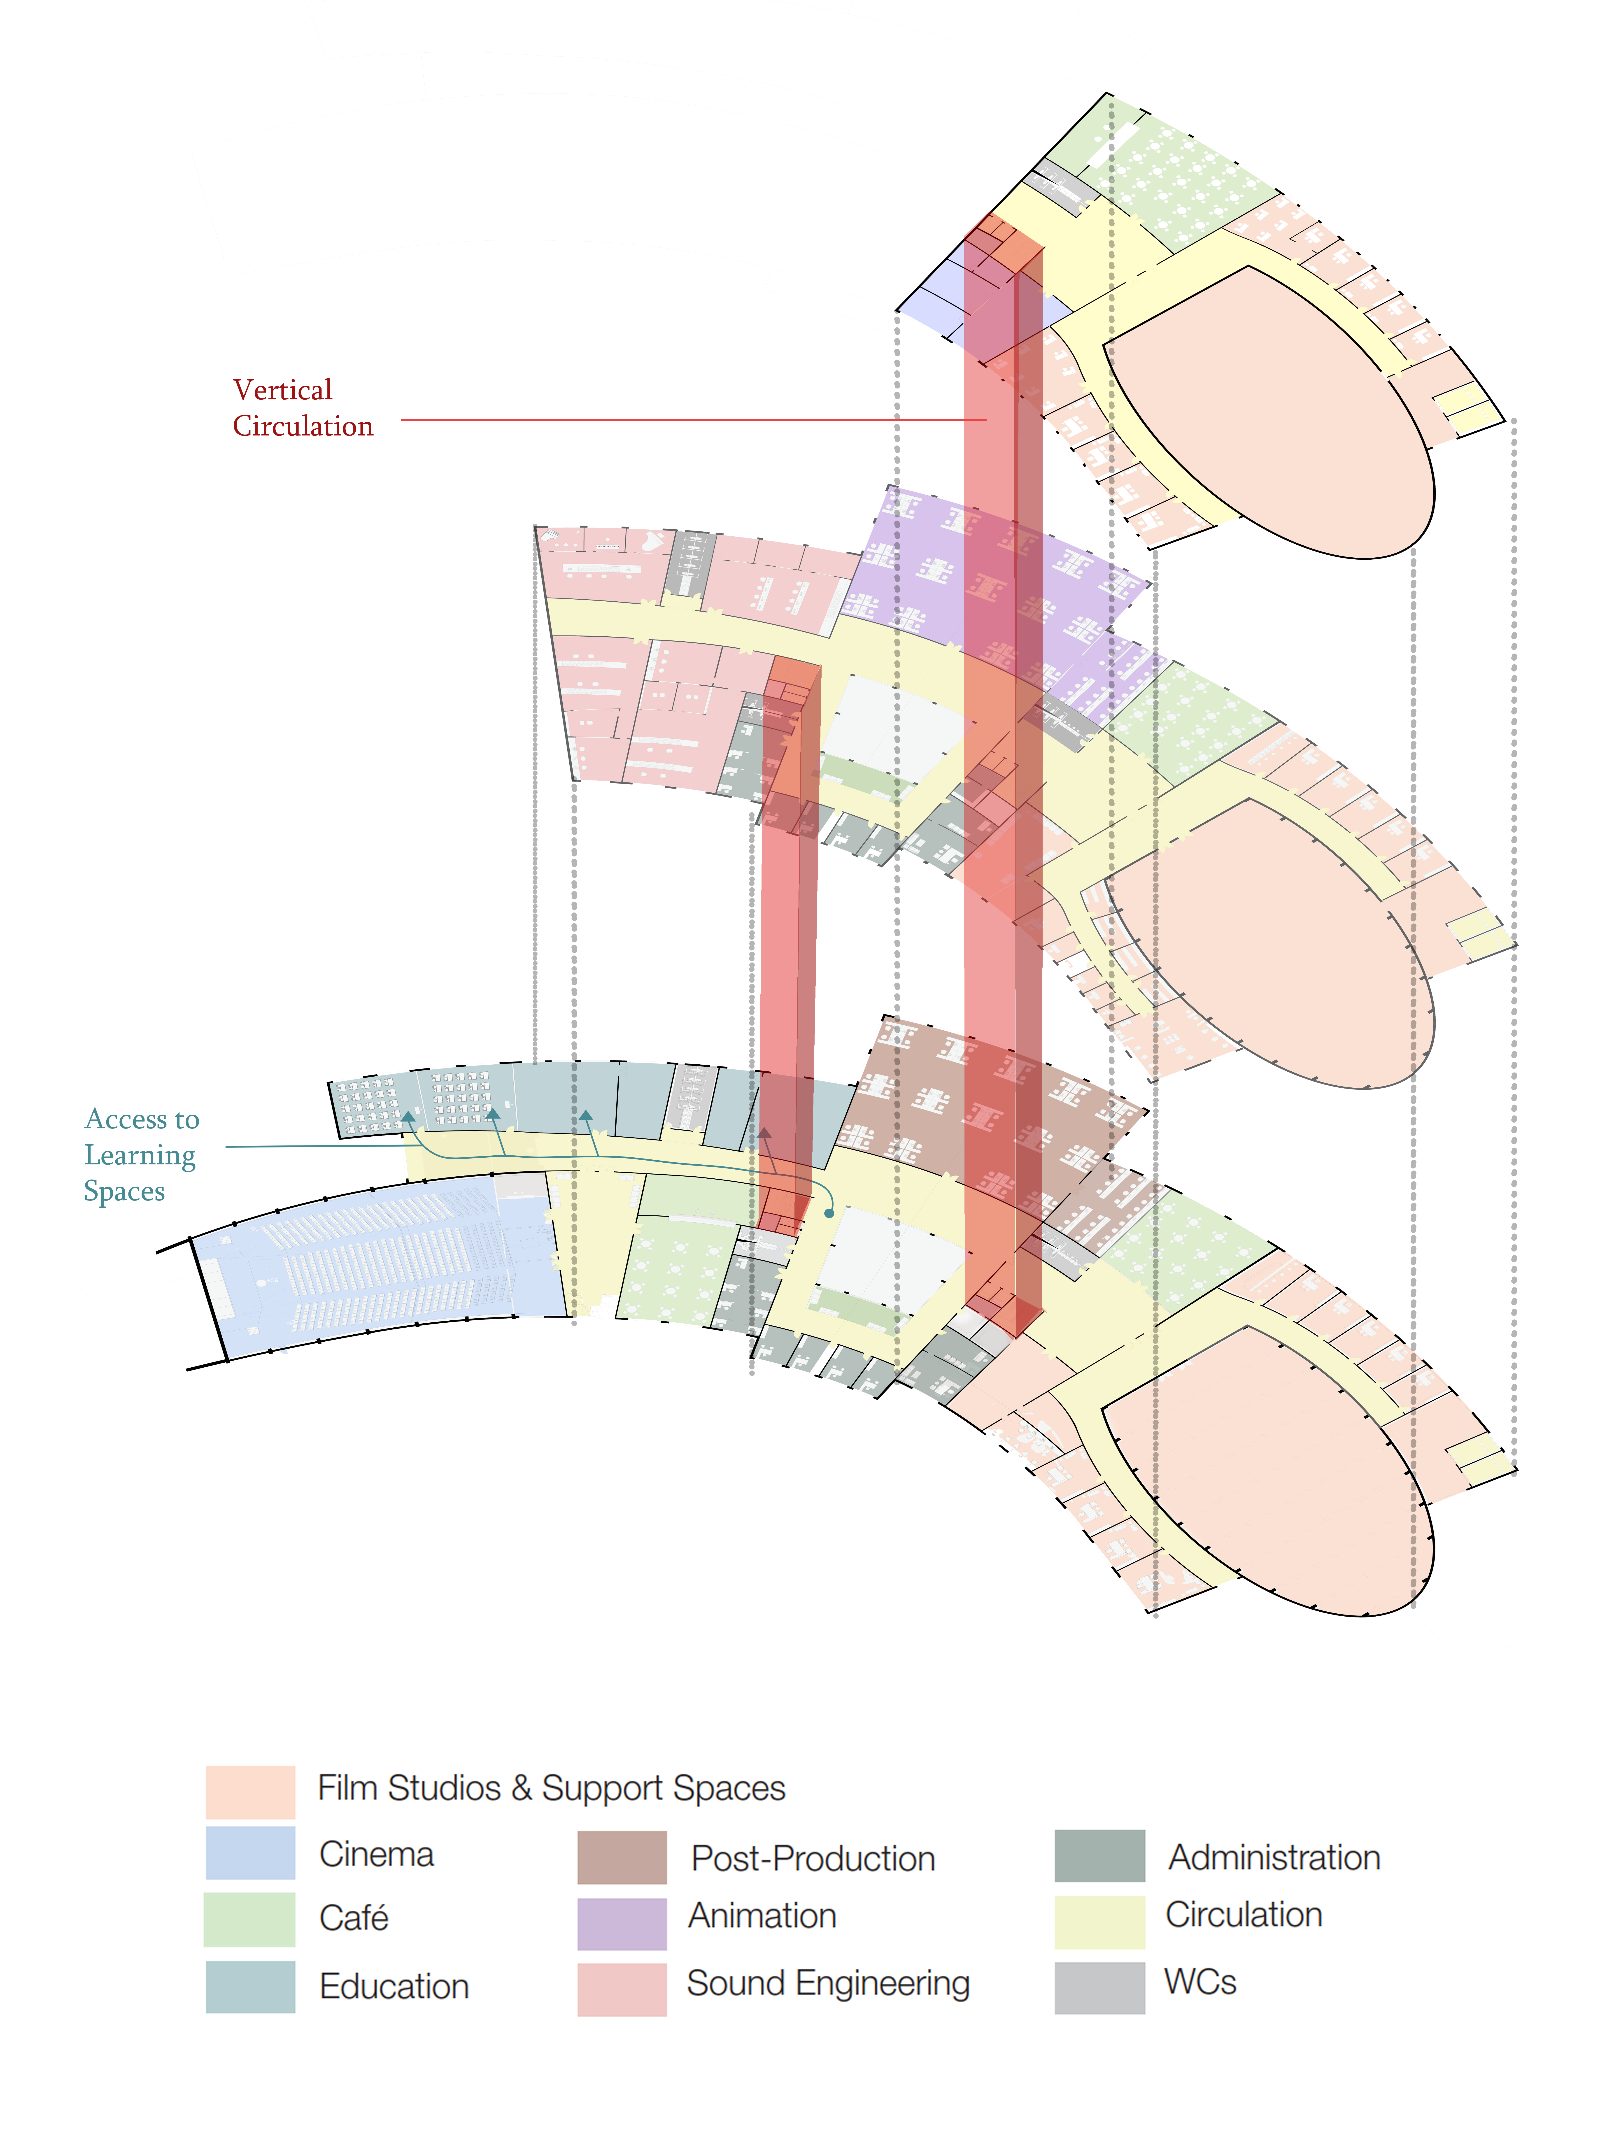 Vertical
Circulation
Access to
Learning
Spaces
Film Studios & Support Spaces
Cinema
Café
Education
Post-Production
Animation
Sound Engineering
Administration
Circulation
WCs